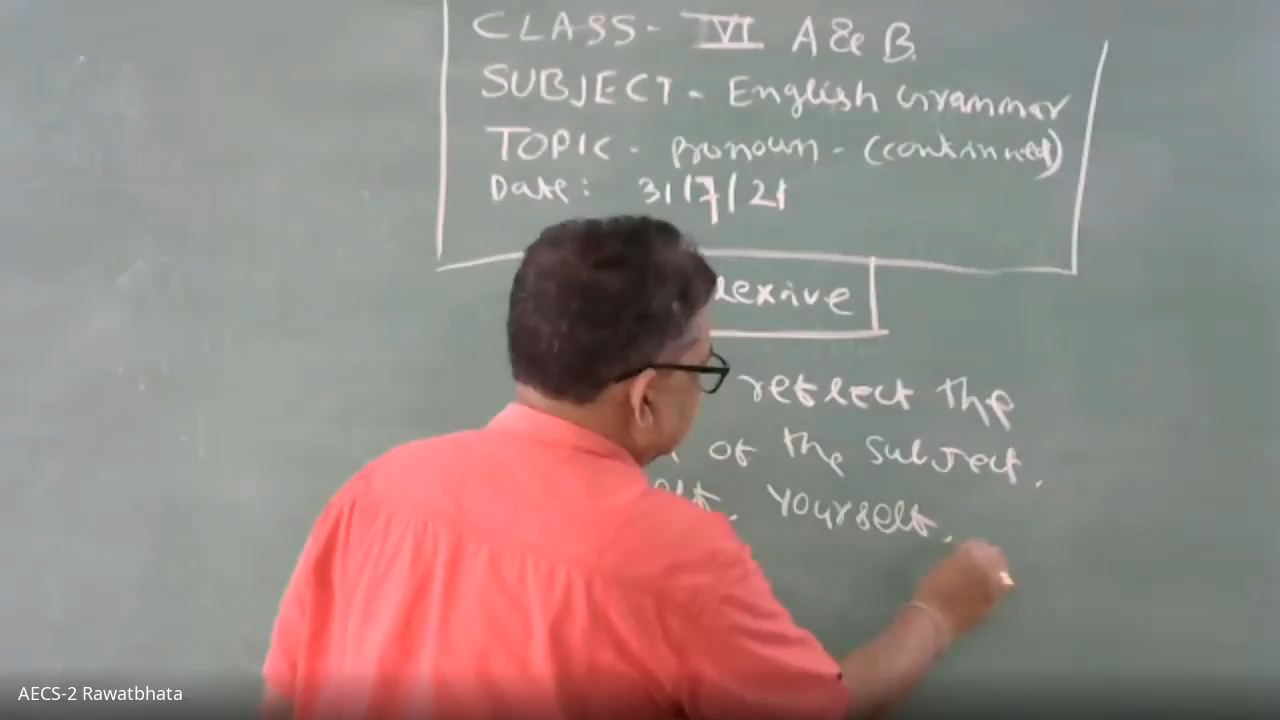 CLASS - VI A & B.
SUBJECT - English Grammar
TOPIC - Pronoun - (continued)
Date: 31/7/21
lexive
reflect the
of the subject.
elf, yourself,
AECS-2 Rawatbhata